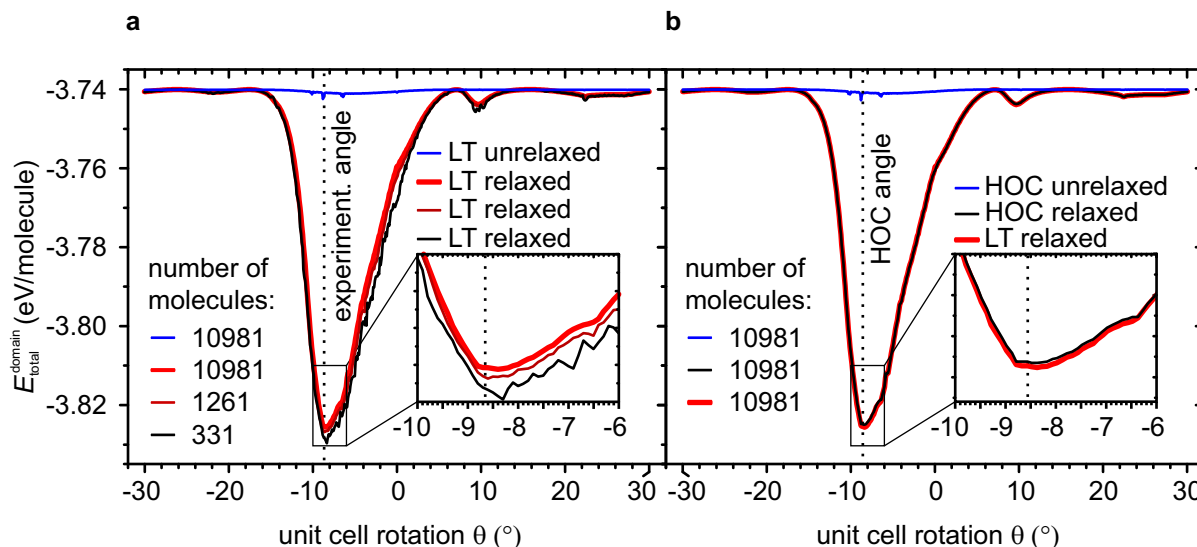 a
b
-3.74
-3.76
-3.78
-3.80
-3.82
E domain total (eV/molecule)
experiment. angle
LT unrelaxed
LT relaxed
LT relaxed
LT relaxed
number of
molecules:
10981
10981
1261
331
-10 -9 -8 -7 -6
-30 -20 -10 0 10 20 30
unit cell rotation θ (°)
HOC angle
HOC unrelaxed
HOC relaxed
LT relaxed
number of
molecules:
10981
10981
10981
-10 -9 -8 -7 -6
-30 -20 -10 0 10 20 30
unit cell rotation θ (°)